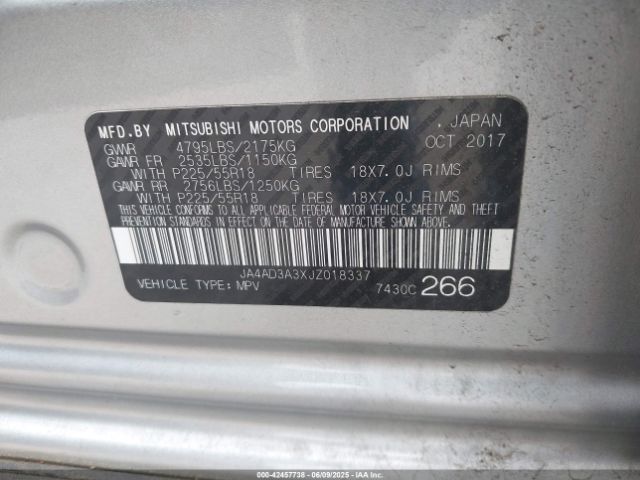 MFD.BY MITSUBISHI MOTORS CORPORATION . JAPAN
GVWR 4795LBS/2175KG OCT 2017
GAWR FR 2535LBS/1150KG
WITH P225/55R18 TIRES 18X7.0J RIMS
GAWR RR 2756LBS/1250KG
WITH P225/55R18 TIRES 18X7.0J RIMS
THIS VEHICLE CONFORMS TO ALL APPLICABLE FEDERAL MOTOR VEHICLE SAFETY AND THEFT
PREVENTION STANDARDS IN EFFECT ON THE DATE OF MANUFACTURE SHOWN ABOVE.
JA4AD3A3XJZ018337
VEHICLE TYPE: MPV 7430C 266
000-42457738 - 06/09/2025 - IAA